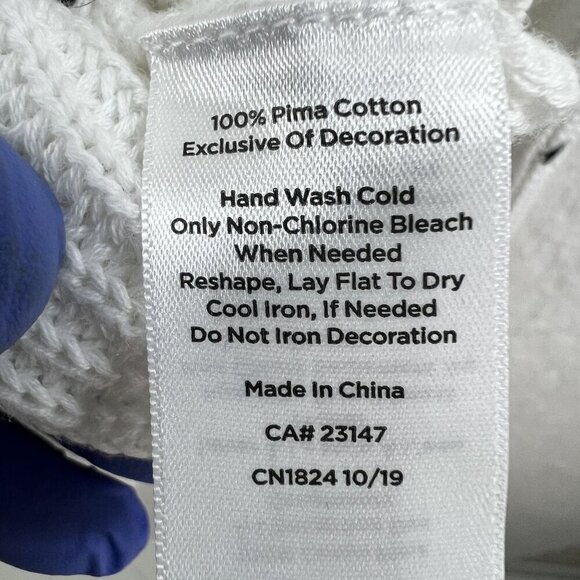 100% Pima Cotton
Exclusive Of Decoration
Hand Wash Cold
Only Non-Chlorine Bleach
When Needed
Reshape, Lay Flat To Dry
Cool Iron, If Needed
Do Not Iron Decoration
Made In China
CA# 23147
CN1824 10/19